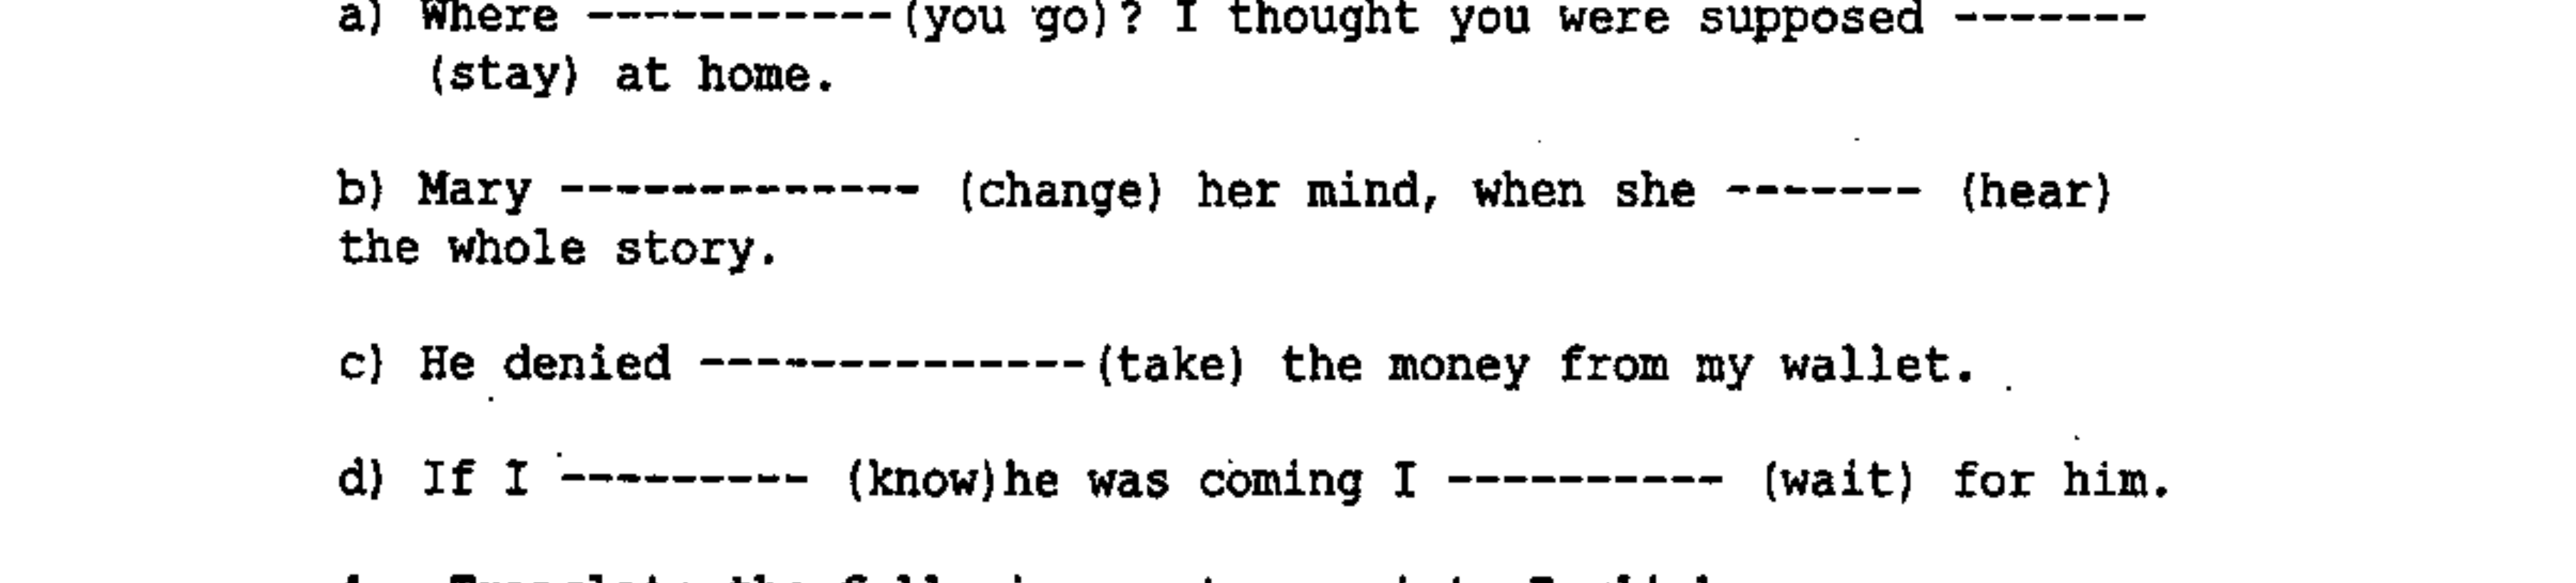 a) Where -----------(you go)? I thought you were supposed -------
(stay) at home.
b) Mary ------------- (change) her mind, when she ------- (hear)
the whole story.
c) He denied --------------(take) the money from my wallet.
d) If I --------- (know)he was coming I ---------- (wait) for him.